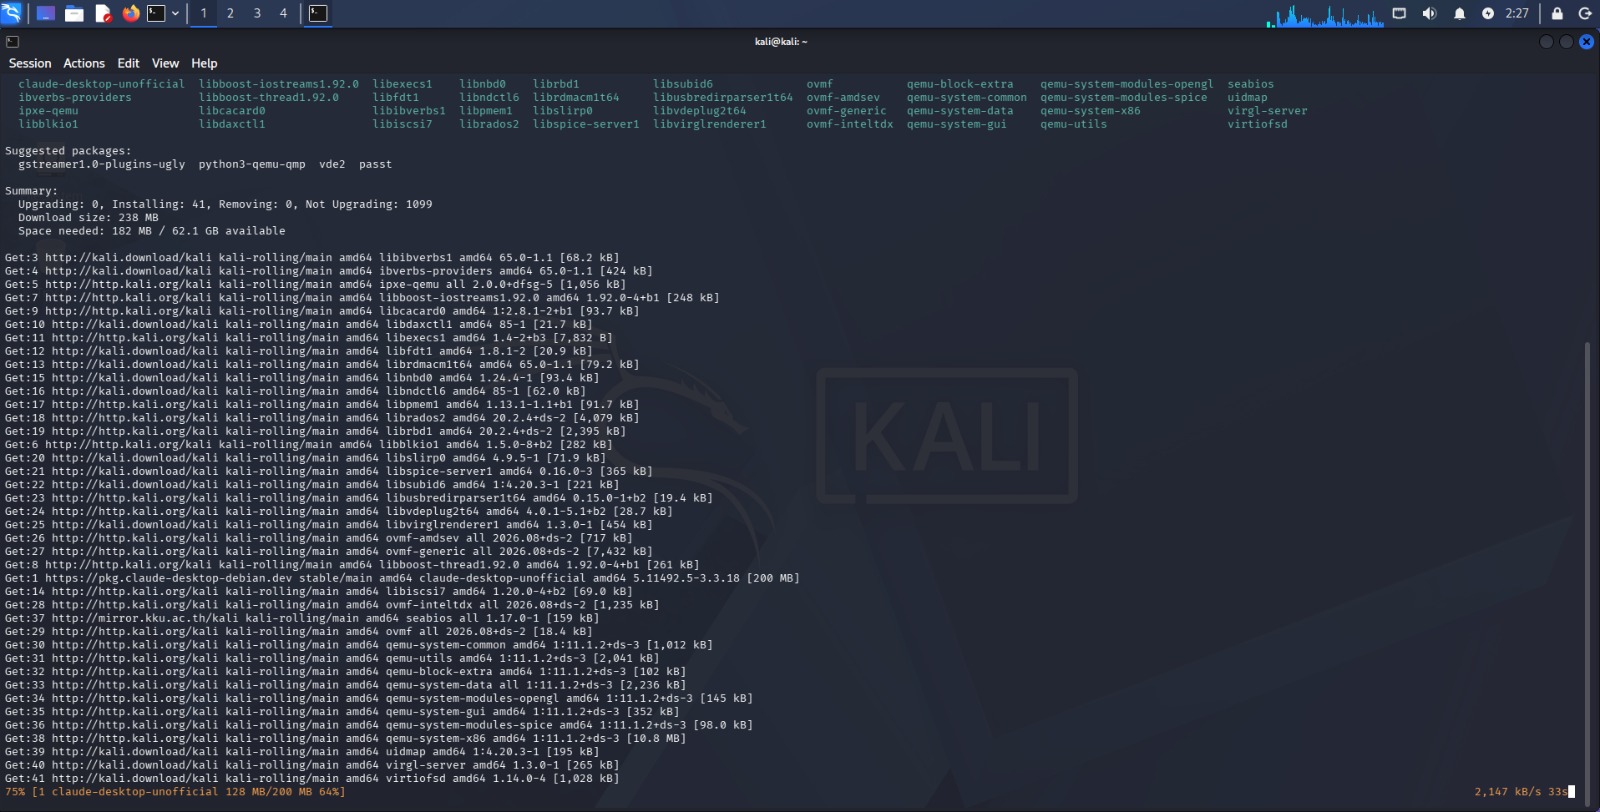 1 2 3 4 2:27
kali@kali: ~
Session Actions Edit View Help
claude-desktop-unofficial libboost-iostreams1.92.0 libexecs1 libnbd0 librbd1 libsubid6 ovmf qemu-block-extra qemu-system-modules-opengl seabios
ibverbs-providers libboost-thread1.92.0 libfdt1 libndctl6 librdmacm1t64 libusbredirparser1t64 ovmf-amdsev qemu-system-common qemu-system-modules-spice uidmap
ipxe-qemu libcacard0 libibverbs1 libpmem1 libslirp0 libvdeplug2t64 ovmf-generic qemu-system-data qemu-system-x86 virgl-server
libblkio1 libdaxctl1 libiscsi7 librados2 libspice-server1 libvirglrenderer1 ovmf-inteltdx qemu-system-gui qemu-utils virtiofsd
Suggested packages:
gstreamer1.0-plugins-ugly python3-qemu-qmp vde2 passt
Summary:
Upgrading: 0, Installing: 41, Removing: 0, Not Upgrading: 1099
Download size: 238 MB
Space needed: 182 MB / 62.1 GB available
Get:3 http://kali.download/kali kali-rolling/main amd64 libibverbs1 amd64 65.0-1.1 [68.2 kB]
Get:4 http://kali.download/kali kali-rolling/main amd64 ibverbs-providers amd64 65.0-1.1 [424 kB]
Get:5 http://http.kali.org/kali kali-rolling/main amd64 ipxe-qemu all 2.0.0+dfsg-5 [1,056 kB]
Get:7 http://http.kali.org/kali kali-rolling/main amd64 libboost-iostreams1.92.0 amd64 1.92.0-4+b1 [248 kB]
Get:9 http://http.kali.org/kali kali-rolling/main amd64 libcacard0 amd64 1:2.8.1-2+b1 [93.7 kB]
Get:10 http://kali.download/kali kali-rolling/main amd64 libdaxctl1 amd64 85-1 [21.7 kB]
Get:11 http://http.kali.org/kali kali-rolling/main amd64 libexecs1 amd64 1.4-2+b3 [7,832 B]
Get:12 http://kali.download/kali kali-rolling/main amd64 libfdt1 amd64 1.8.1-2 [20.9 kB]
Get:13 http://kali.download/kali kali-rolling/main amd64 librdmacm1t64 amd64 65.0-1.1 [79.2 kB]
Get:15 http://kali.download/kali kali-rolling/main amd64 libnbd0 amd64 1.24.4-1 [93.4 kB]
Get:16 http://http.kali.org/kali kali-rolling/main amd64 libndctl6 amd64 85-1 [62.0 kB]
Get:17 http://http.kali.org/kali kali-rolling/main amd64 libpmem1 amd64 1.13.1-1.1+b1 [91.7 kB]
Get:18 http://http.kali.org/kali kali-rolling/main amd64 librados2 amd64 20.2.4+ds-2 [4,079 kB]
Get:19 http://http.kali.org/kali kali-rolling/main amd64 librbd1 amd64 20.2.4+ds-2 [2,395 kB]
Get:6 http://http.kali.org/kali kali-rolling/main amd64 libblkio1 amd64 1.5.0-8+b2 [282 kB]
Get:20 http://http.kali.org/kali kali-rolling/main amd64 libslirp0 amd64 4.9.5-1 [71.9 kB]
Get:21 http://http.kali.org/kali kali-rolling/main amd64 libspice-server1 amd64 0.16.0-3 [365 kB]
Get:22 http://kali.download/kali kali-rolling/main amd64 libsubid6 amd64 1:4.20.3-1 [221 kB]
Get:23 http://http.kali.org/kali kali-rolling/main amd64 libusbredirparser1t64 amd64 0.15.0-1+b2 [19.4 kB]
Get:24 http://http.kali.org/kali kali-rolling/main amd64 libvdeplug2t64 amd64 4.0.1-5.1+b2 [28.7 kB]
Get:25 http://http.kali.org/kali kali-rolling/main amd64 libvirglrenderer1 amd64 1.3.0-1 [454 kB]
Get:26 http://http.kali.org/kali kali-rolling/main amd64 ovmf-amdsev all 2026.08+ds-2 [717 kB]
Get:27 http://http.kali.org/kali kali-rolling/main amd64 ovmf-generic all 2026.08+ds-2 [7,432 kB]
Get:8 http://http.kali.org/kali kali-rolling/main amd64 libboost-thread1.92.0 amd64 1.92.0-4+b1 [261 kB]
Get:1 https://pkg.claude-desktop-debian.dev stable/main amd64 claude-desktop-unofficial amd64 5.11492.5-3.3.18 [200 MB]
Get:14 http://http.kali.org/kali kali-rolling/main amd64 libiscsi7 amd64 1.20.0-4+b2 [69.0 kB]
Get:28 http://http.kali.org/kali kali-rolling/main amd64 ovmf-inteltdx all 2026.08+ds-2 [1,235 kB]
Get:37 http://mirror.kku.ac.th/kali kali-rolling/main amd64 seabios all 1.17.0-1 [159 kB]
Get:29 http://http.kali.org/kali kali-rolling/main amd64 ovmf all 2026.08+ds-2 [18.4 kB]
Get:30 http://http.kali.org/kali kali-rolling/main amd64 qemu-system-common amd64 1:11.1.2+ds-3 [1,012 kB]
Get:31 http://http.kali.org/kali kali-rolling/main amd64 qemu-utils amd64 1:11.1.2+ds-3 [2,041 kB]
Get:32 http://http.kali.org/kali kali-rolling/main amd64 qemu-block-extra amd64 1:11.1.2+ds-3 [102 kB]
Get:33 http://http.kali.org/kali kali-rolling/main amd64 qemu-system-data all 1:11.1.2+ds-3 [2,236 kB]
Get:34 http://http.kali.org/kali kali-rolling/main amd64 qemu-system-modules-opengl amd64 1:11.1.2+ds-3 [145 kB]
Get:35 http://http.kali.org/kali kali-rolling/main amd64 qemu-system-gui amd64 1:11.1.2+ds-3 [352 kB]
Get:36 http://http.kali.org/kali kali-rolling/main amd64 qemu-system-modules-spice amd64 1:11.1.2+ds-3 [98.0 kB]
Get:38 http://http.kali.org/kali kali-rolling/main amd64 qemu-system-x86 amd64 1:11.1.2+ds-3 [10.8 MB]
Get:39 http://kali.download/kali kali-rolling/main amd64 uidmap amd64 1:4.20.3-1 [195 kB]
Get:40 http://http.kali.org/kali kali-rolling/main amd64 virgl-server amd64 1.3.0-1 [265 kB]
Get:41 http://kali.download/kali kali-rolling/main amd64 virtiofsd amd64 1.14.0-4 [1,028 kB]
75% [1 claude-desktop-unofficial 128 MB/200 MB 64%] 2,147 kB/s 33s
KALI